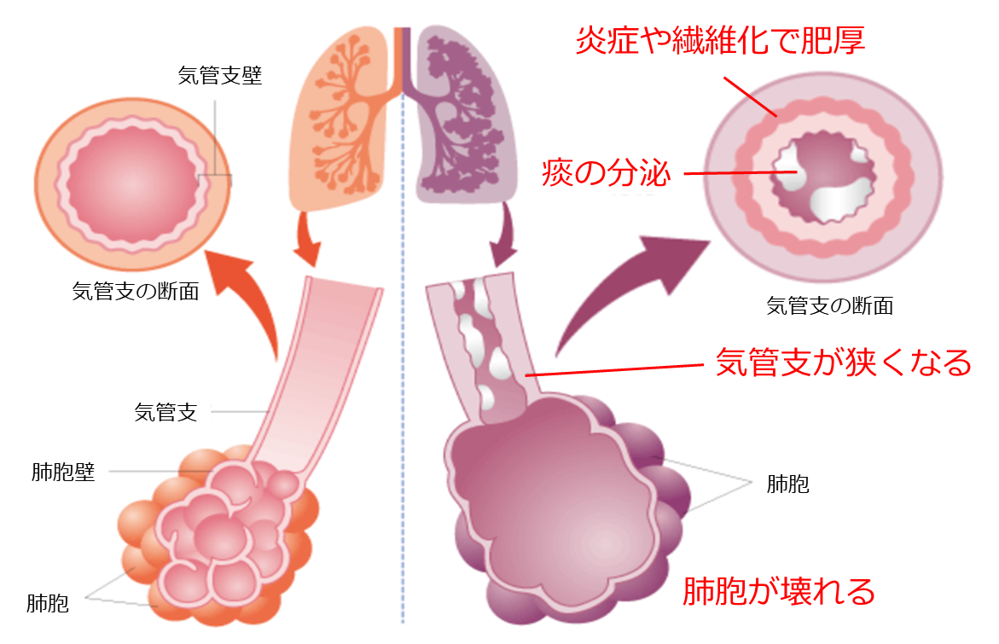 炎症や繊維化で肥厚
気管支壁
痰の分泌
気管支の断面
気管支の断面
気管支が狭くなる
気管支
肺胞壁
肺胞
肺胞
肺胞が壊れる